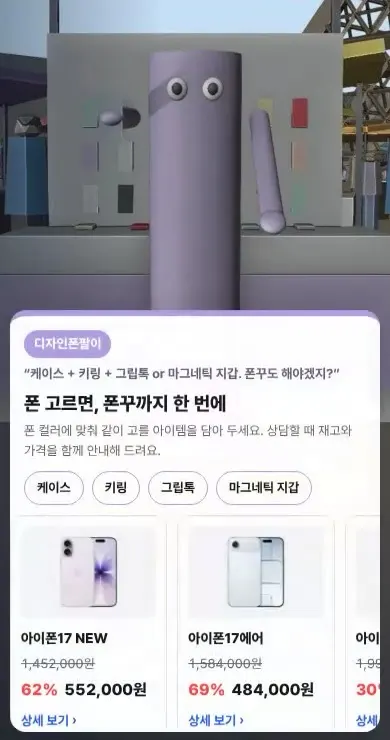 디자인폰팔이
“케이스 + 키링 + 그립톡 or 마그네틱 지갑. 폰꾸도 해야겠지?”
폰 고르면, 폰꾸까지 한 번에
폰 컬러에 맞춰 같이 고를 아이템을 담아 두세요. 상담할 때 재고와
가격을 함께 안내해 드려요.
케이스 키링 그립톡 마그네틱 지갑
아이폰17 NEW
1,452,000원
62% 552,000원
상세 보기 ›
아이폰17에어
1,584,000원
69% 484,000원
상세 보기 ›
아이
1,99
30
상세